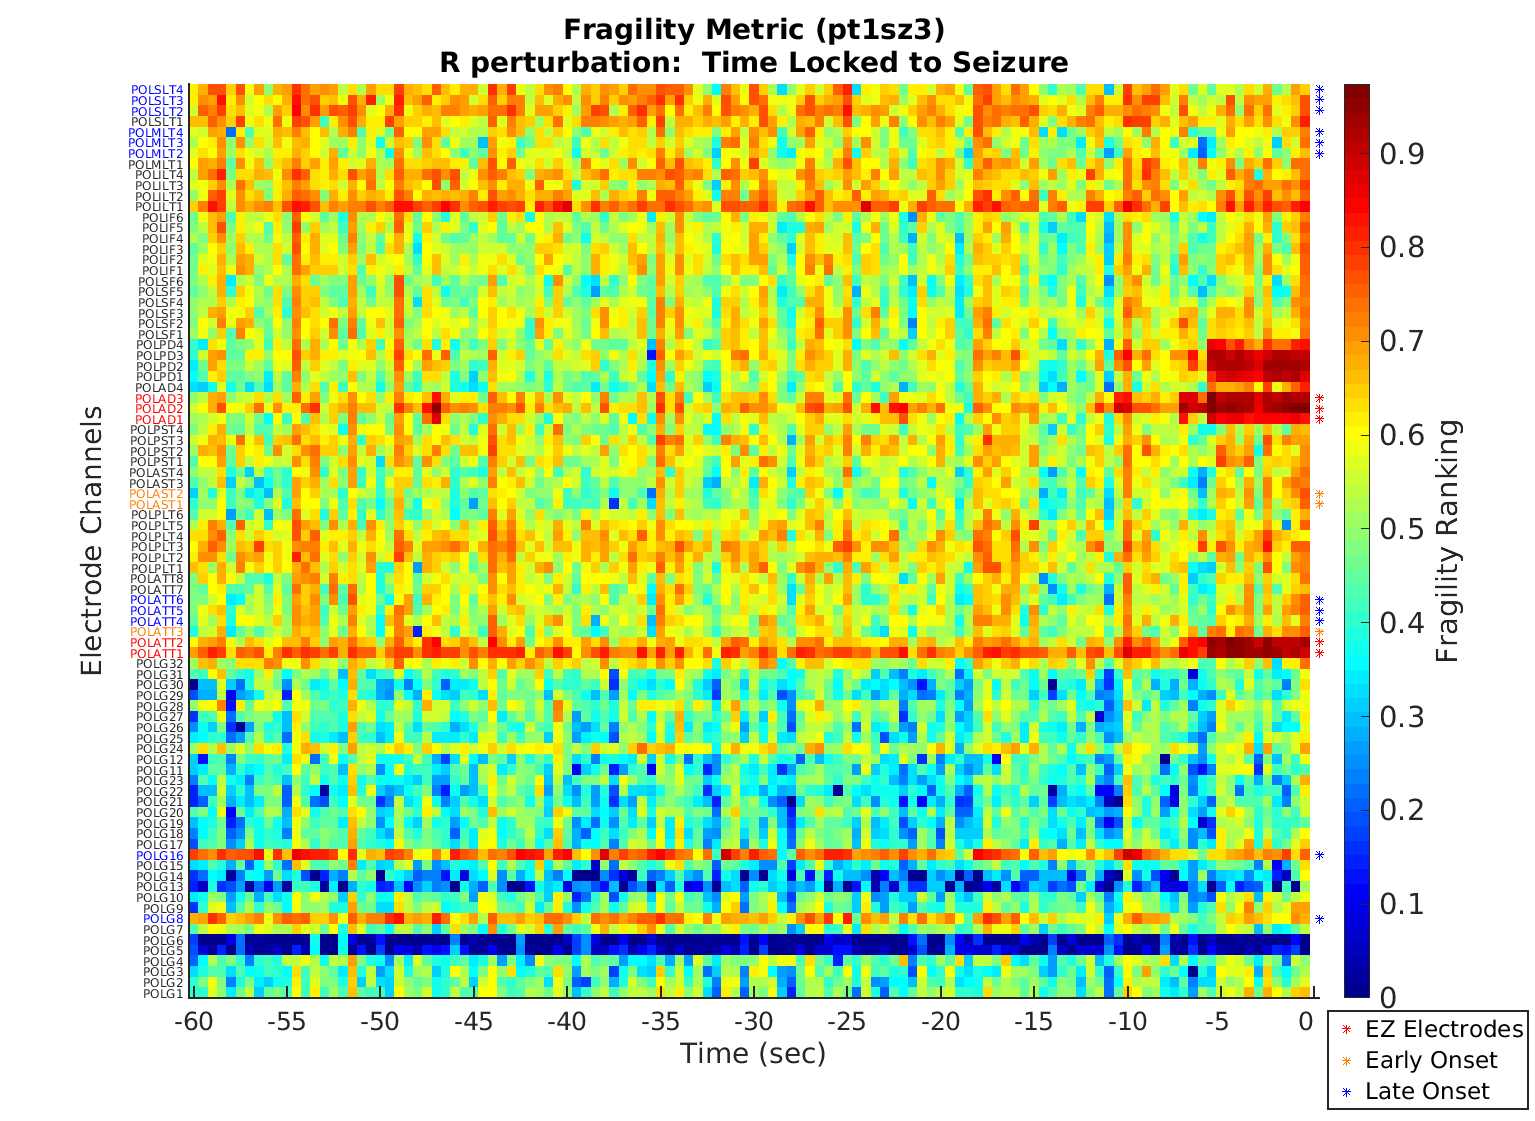 Fragility Metric (pt1sz3)
R perturbation:  Time Locked to Seizure
Electrode Channels
POLSLT4
POLSLT3
POLSLT2
POLSLT1
POLMLT4
POLMLT3
POLMLT2
POLMLT1
POLILT4
POLILT3
POLILT2
POLILT1
POLIF6
POLIF5
POLIF4
POLIF3
POLIF2
POLIF1
POLSF6
POLSF5
POLSF4
POLSF3
POLSF2
POLSF1
POLPD4
POLPD3
POLPD2
POLPD1
POLAD4
POLAD3
POLAD2
POLAD1
POLPST4
POLPST3
POLPST2
POLPST1
POLAST4
POLAST3
POLAST2
POLAST1
POLPLT6
POLPLT5
POLPLT4
POLPLT3
POLPLT2
POLPLT1
POLATT8
POLATT7
POLATT6
POLATT5
POLATT4
POLATT3
POLATT2
POLATT1
POLG32
POLG31
POLG30
POLG29
POLG28
POLG27
POLG26
POLG25
POLG24
POLG12
POLG11
POLG23
POLG22
POLG21
POLG20
POLG19
POLG18
POLG17
POLG16
POLG15
POLG14
POLG13
POLG10
POLG9
POLG8
POLG7
POLG6
POLG5
POLG4
POLG3
POLG2
POLG1
-60 -55 -50 -45 -40 -35 -30 -25 -20 -15 -10 -5 0
Time (sec)
0.9
0.8
0.7
0.6
0.5
0.4
0.3
0.2
0.1
0
Fragility Ranking
EZ Electrodes
Early Onset
Late Onset